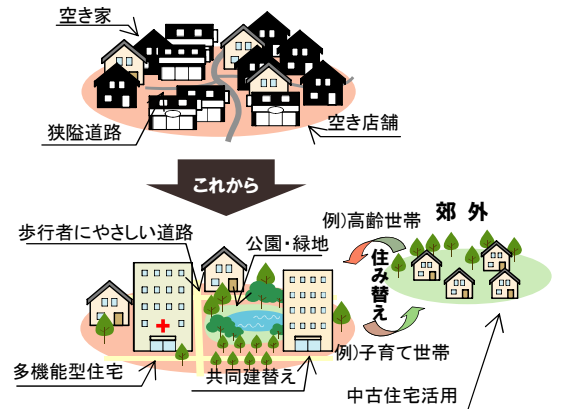 空き家
狭隘道路
空き店舗
これから
歩行者にやさしい道路
公園・緑地
例)高齢世帯
郊 外
住み替え
例)子育て世帯
多機能型住宅
共同建替え
中古住宅活用